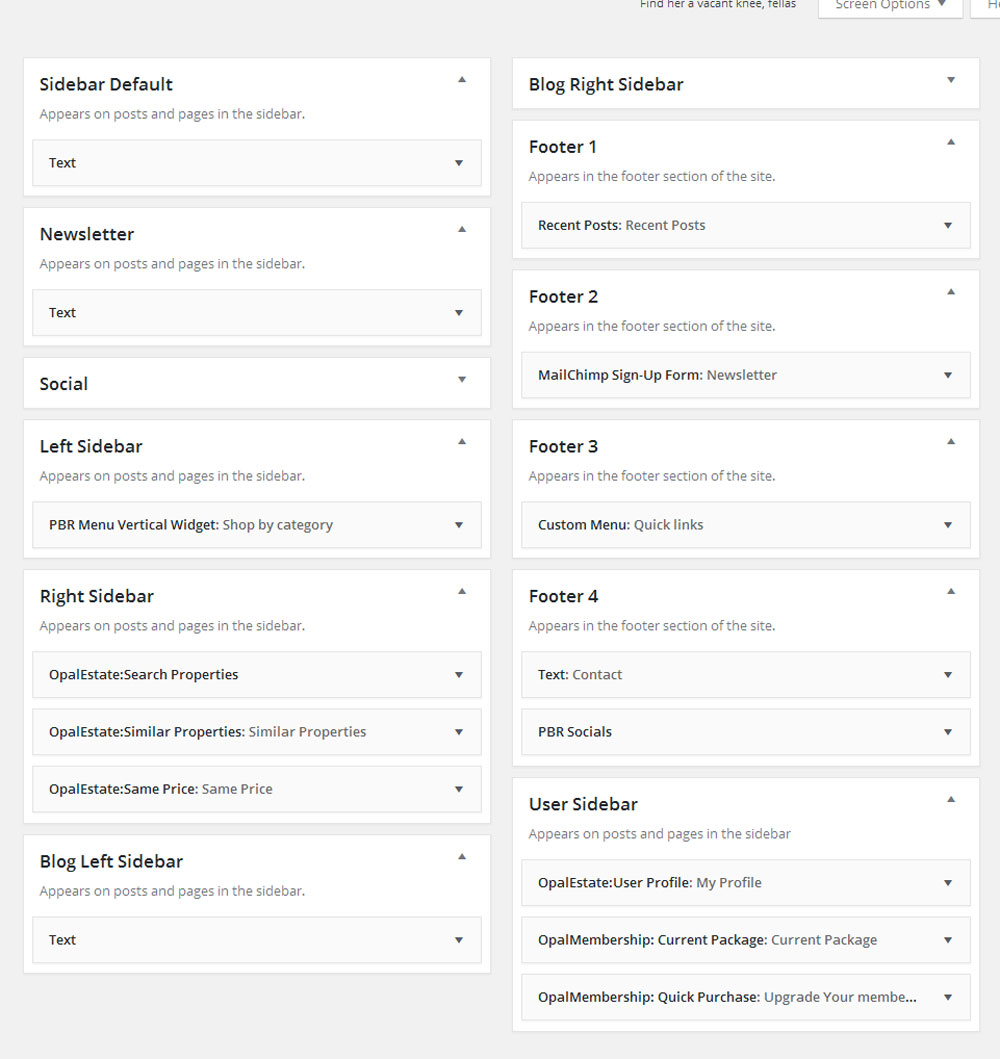 Find her a vacant knee, fellas
Screen Options
Sidebar Default
Appears on posts and pages in the sidebar.
Text
Newsletter
Appears on posts and pages in the sidebar.
Text
Social
Left Sidebar
Appears on posts and pages in the sidebar.
PBR Menu Vertical Widget: Shop by category
Right Sidebar
Appears on posts and pages in the sidebar.
OpalEstate:Search Properties
OpalEstate:Similar Properties: Similar Properties
OpalEstate:Same Price: Same Price
Blog Left Sidebar
Appears on posts and pages in the sidebar.
Text
Blog Right Sidebar
Footer 1
Appears in the footer section of the site.
Recent Posts: Recent Posts
Footer 2
Appears in the footer section of the site.
MailChimp Sign-Up Form: Newsletter
Footer 3
Appears in the footer section of the site.
Custom Menu: Quick links
Footer 4
Appears in the footer section of the site.
Text: Contact
PBR Socials
User Sidebar
Appears on posts and pages in the sidebar
OpalEstate:User Profile: My Profile
OpalMembership: Current Package: Current Package
OpalMembership: Quick Purchase: Upgrade Your membe...